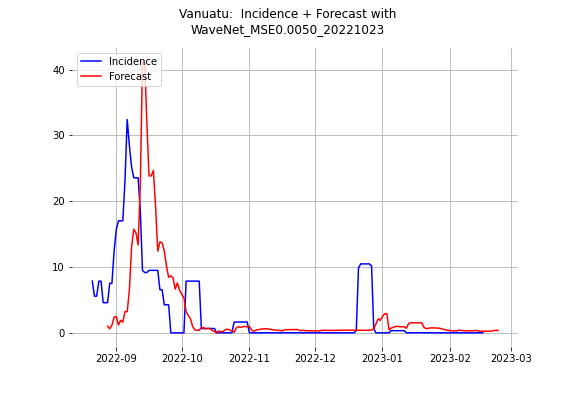 Vanuatu:  Incidence + Forecast with
WaveNet_MSE0.0050_20221023
Incidence
Forecast
40
30
20
10
0
2022-09 2022-10 2022-11 2022-12 2023-01 2023-02 2023-03